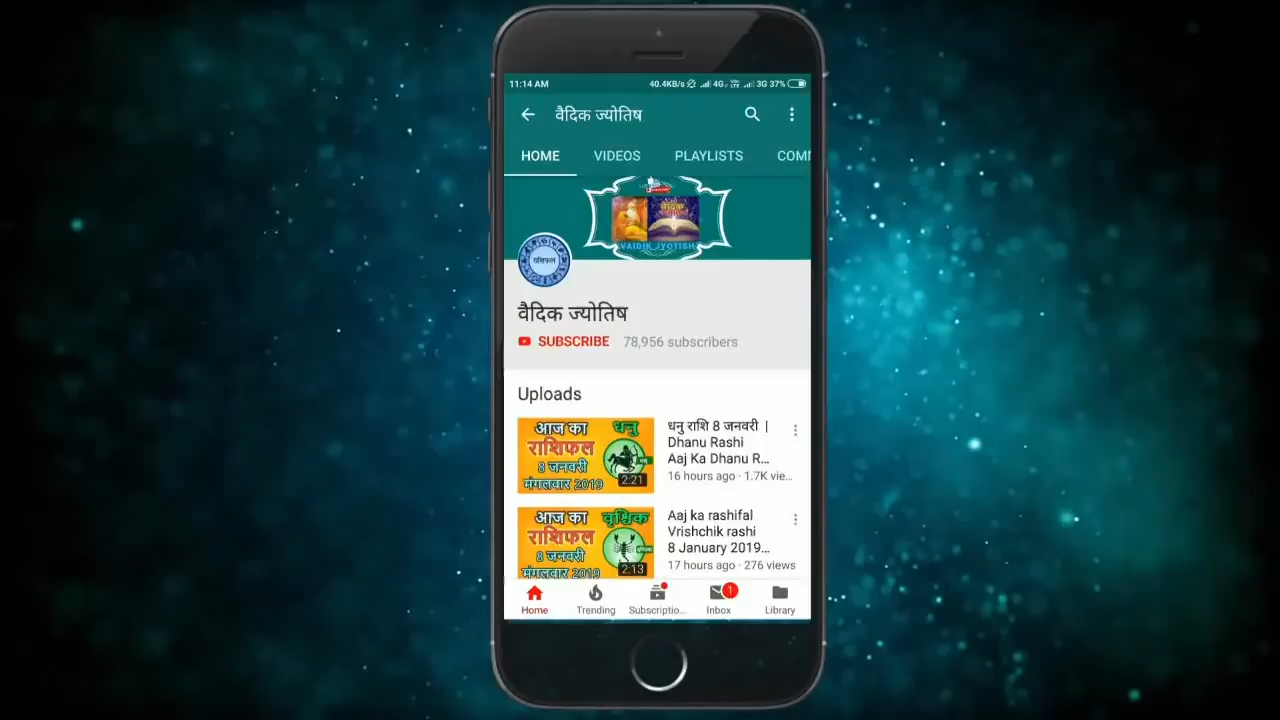 11:14 AM
40.4KB/s 4G VoLTE 3G 37%
वैदिक ज्योतिष
HOME VIDEOS PLAYLISTS COMM
वैदिक
VAIDIK JYOTISH
राशिफल
वैदिक ज्योतिष
SUBSCRIBE 78,956 subscribers
Uploads
आज का धनु
राशिफल
8 जनवरी
मंगलवार 2019
2:21
धनु राशि 8 जनवरी |
Dhanu Rashi
Aaj Ka Dhanu R...
16 hours ago · 1.7K vie...
आज का वृश्चिक
राशिफल
8 जनवरी
मंगलवार 2019
2:13
Aaj ka rashifal
Vrishchik rashi
8 January 2019...
17 hours ago · 276 views
1
Home Trending Subscriptio... Inbox Library